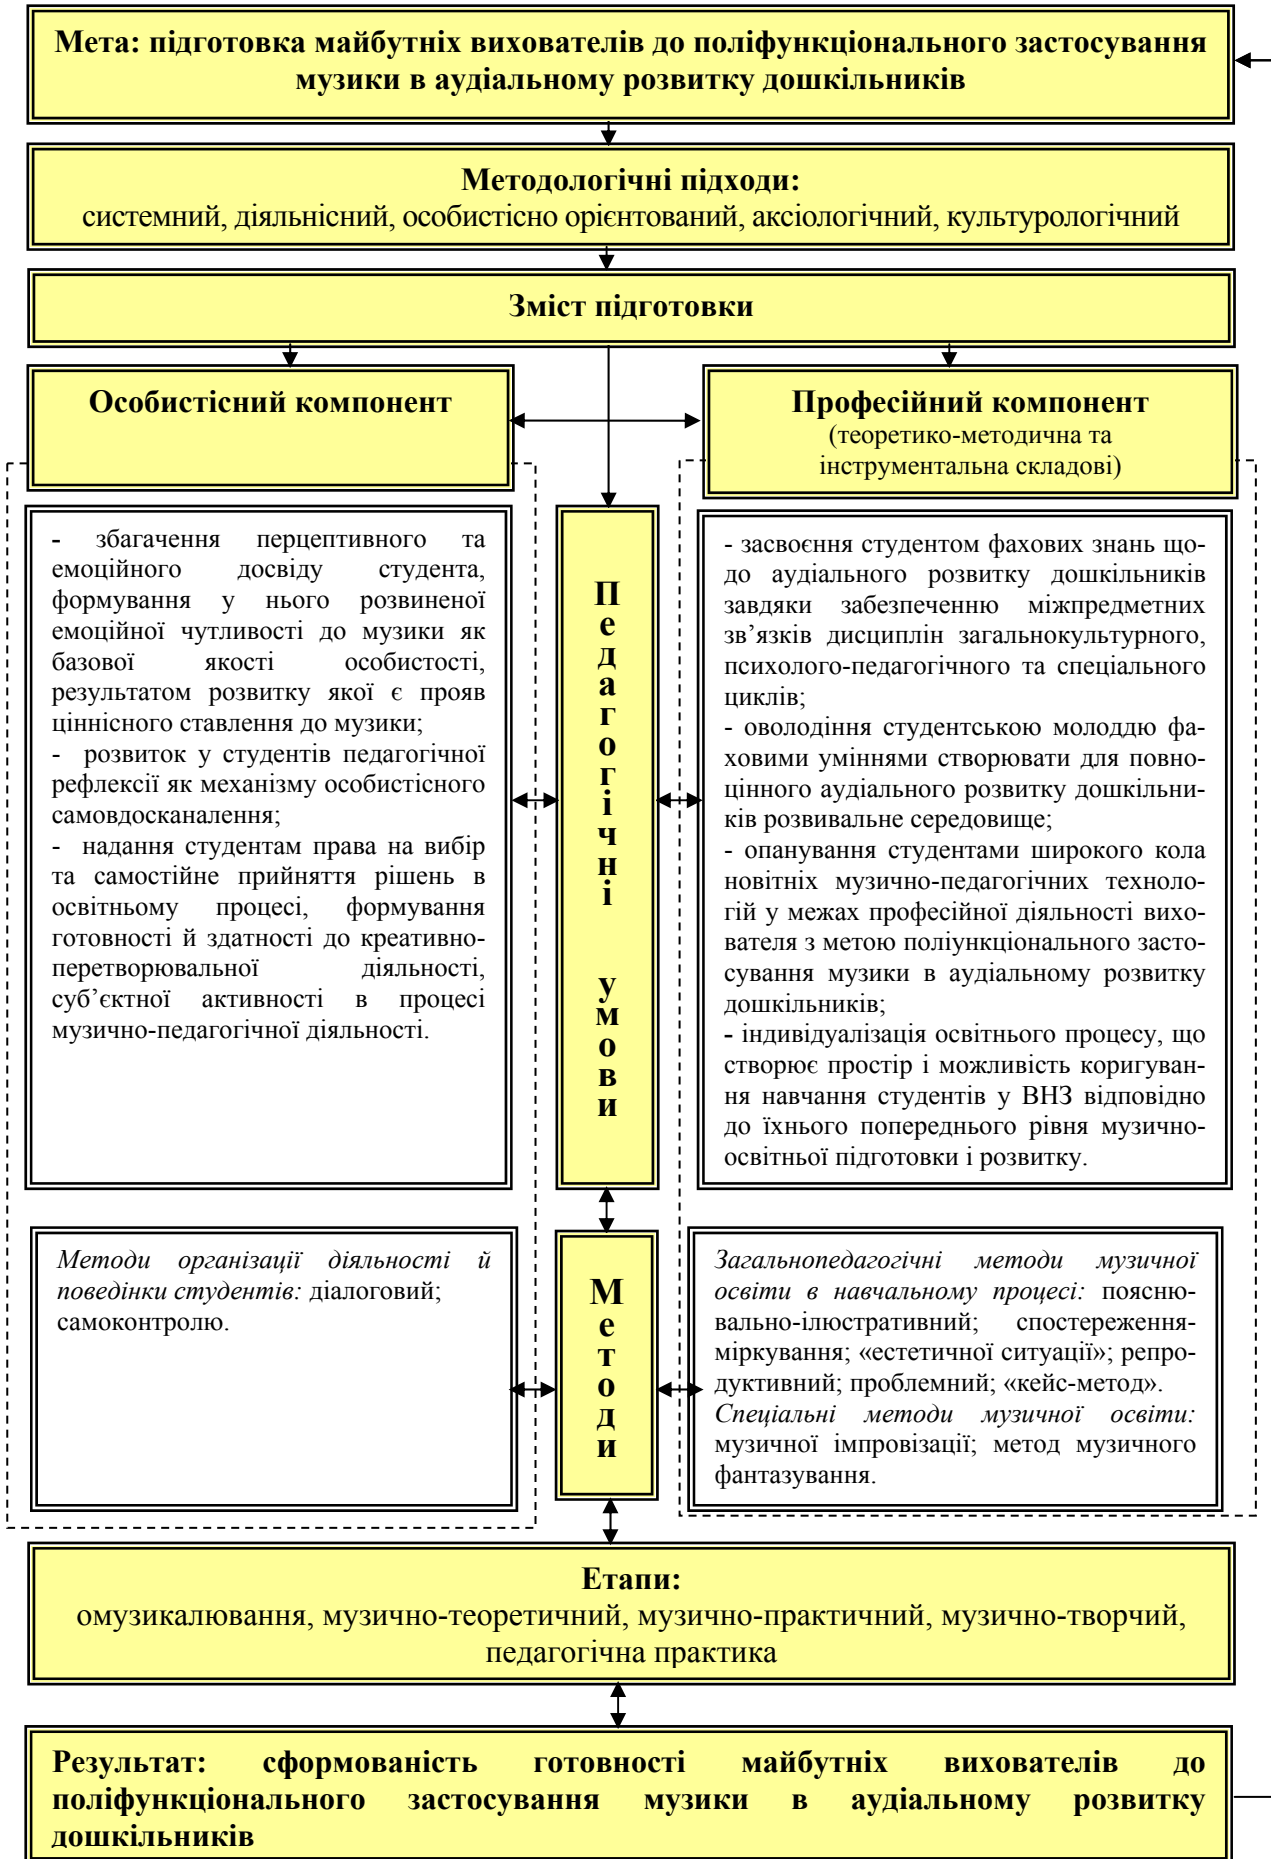 Мета: підготовка майбутніх вихователів до поліфункціонального застосування
музики в аудіальному розвитку дошкільників
Методологічні підходи:
системний, діяльнісний, особистісно орієнтований, аксіологічний, культурологічний
Зміст підготовки
Особистісний компонент
Професійний компонент
(теоретико-методична та
інструментальна складові)
- збагачення перцептивного та
емоційного досвіду студента,
формування у нього розвиненої
емоційної чутливості до музики як
базової якості особистості,
результатом розвитку якої є прояв
ціннісного ставлення до музики;
- розвиток у студентів педагогічної
рефлексії як механізму особистісного
самовдосканалення;
- надання студентам права на вибір
та самостійне прийняття рішень в
освітньому процесі, формування
готовності й здатності до креативно-
перетворювальної діяльності,
суб’єктної активності в процесі
музично-педагогічної діяльності.
Педагогічні умови
- засвоєння студентом фахових знань що-
до аудіального розвитку дошкільників
завдяки забезпеченню міжпредметних
зв’язків дисциплін загальнокультурного,
психолого-педагогічного та спеціального
циклів;
- оволодіння студентською молоддю фа-
ховими уміннями створювати для повно-
цінного аудіального розвитку дошкільни-
ків розвивальне середовище;
- опанування студентами широкого кола
новітніх музично-педагогічних техноло-
гій у межах професійної діяльності вихо-
вателя з метою поліункціонального засто-
сування музики в аудіальному розвитку
дошкільників;
- індивідуалізація освітнього процесу, що
створює простір і можливість коригуван-
ня навчання студентів у ВНЗ відповідно
до їхнього попереднього рівня музично-
освітньої підготовки і розвитку.
Методи організації діяльності й
поведінки студентів: діалоговий;
самоконтролю.
Методи
Загальнопедагогічні методи музичної
освіти в навчальному процесі: поясню-
вально-ілюстративний; спостереження-
міркування; «естетичної ситуації»; репро-
дуктивний; проблемний; «кейс-метод».
Спеціальні методи музичної освіти:
музичної імпровізації; метод музичного
фантазування.
Етапи:
омузикалювання, музично-теоретичний, музично-практичний, музично-творчий,
педагогічна практика
Результат: сформованість готовності майбутніх вихователів до
поліфункціонального застосування музики в аудіальному розвитку
дошкільників